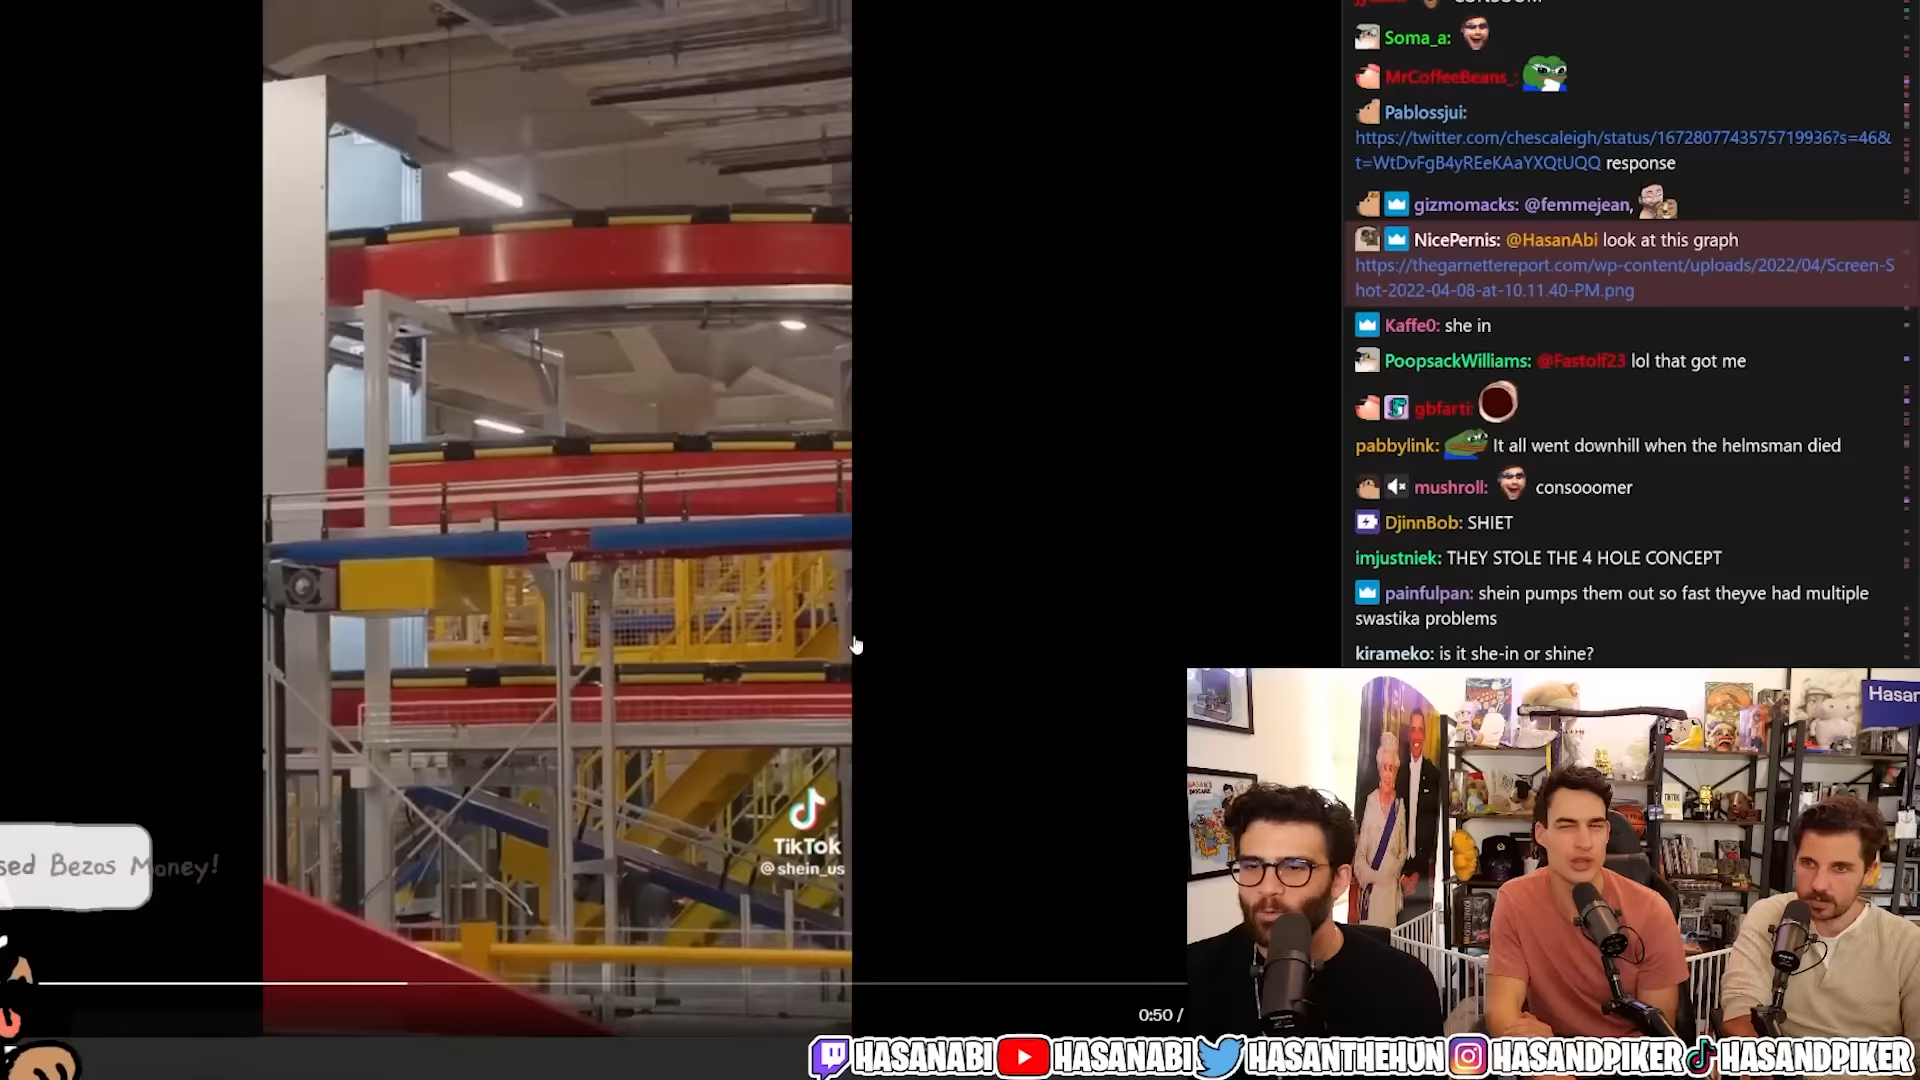 Soma_a:
MrCoffeeBeans_:
Pablossjui:
https://twitter.com/chescaleigh/status/1672807743575719936?s=46&
t=WtDvFgB4yREeKAaYXQtUQQ response
gizmomacks: @femmejean,
NicePernis: @HasanAbi look at this graph
https://thegarnettereport.com/wp-content/uploads/2022/04/Screen-S
hot-2022-04-08-at-10.11.40-PM.png
Kaffe0: she in
PoopsackWilliams: @Fastolf23 lol that got me
gbfarti:
pabbylink: It all went downhill when the helmsman died
mushroll: consooomer
DjinnBob: SHIET
imjustniek: THEY STOLE THE 4 HOLE CONCEPT
painfulpan: shein pumps them out so fast theyve had multiple
swastika problems
kirameko: is it she-in or shine?
Hasan
TikTok
@shein_us
sed Bezos Money!
0:50 /
HASANABI HASANABI HASANTHEHUN HASANDPIKER HASANDPIKER